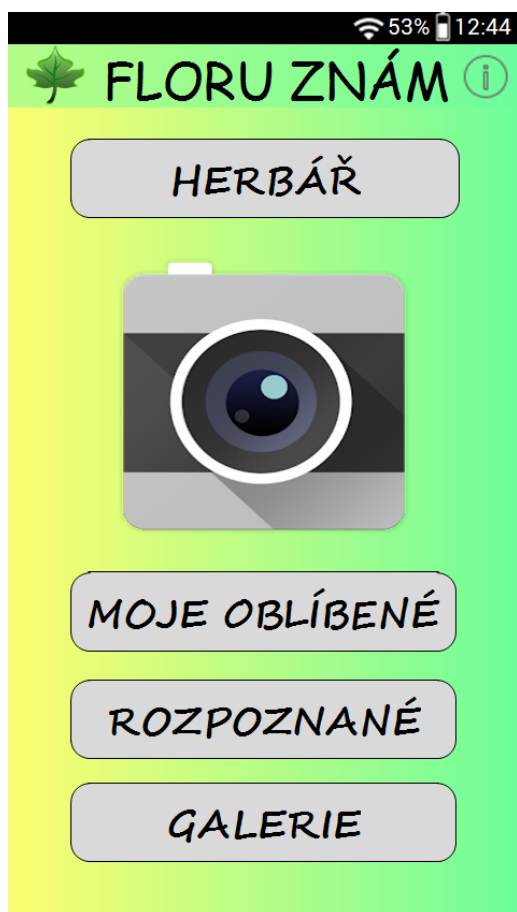 53% 12:44
FLORU ZNÁM
HERBÁŘ
MOJE OBLÍBENÉ
ROZPOZNANÉ
GALERIE